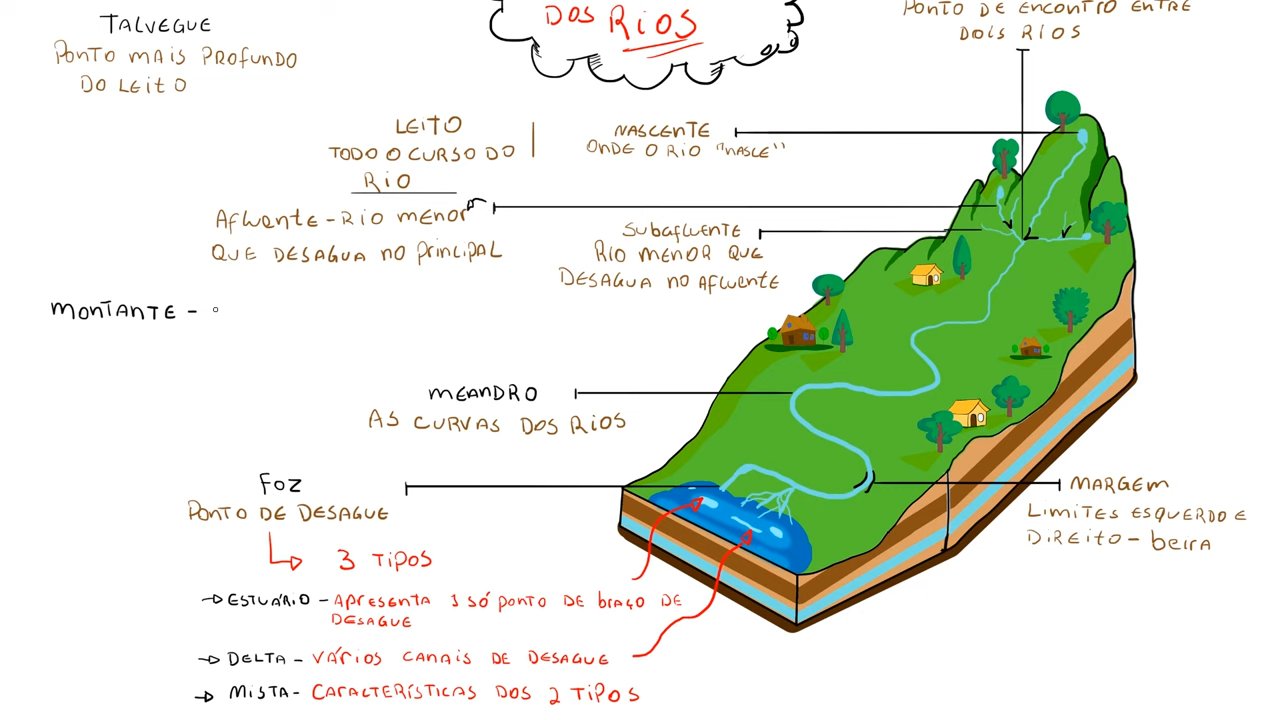 DOS RIOS
PONTO DE ENCONTRO ENTRE
DOIS RIOS
TALVEGUE
PONTO MAIS PROFUNDO
DO LEITO
LEITO
TODO O CURSO DO
RIO
NASCENTE
ONDE O RIO "NASCE"
AFLUENTE - RIO MENOR
QUE DESAGUA NO PRINCIPAL
SUBAFLUENTE
RIO MENOR QUE
DESAGUA NO AFLUENTE
MONTANTE -
MEANDRO
AS CURVAS DOS RIOS
FOZ
PONTO DE DESAGUE
3 TIPOS
ESTUÁRIO - APRESENTA 1 SÓ PONTO DE BRAÇO DE
DESAGUE
DELTA - VÁRIOS CANAIS DE DESAGUE
MISTA - CARACTERÍSTICAS DOS 2 TIPOS
MARGEM
LIMITES ESQUERDO E
DIREITO - BEIRA